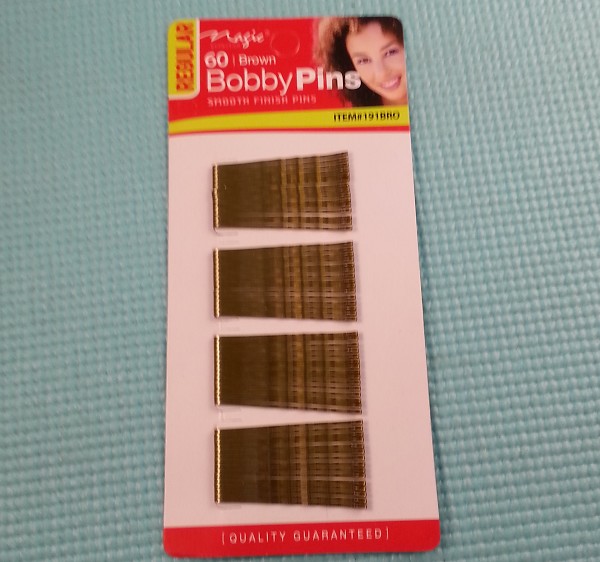 REGULAR
Magic
60 | Brown
Bobby Pins
SMOOTH FINISH PINS
ITEM#191BRO
[ QUALITY GUARANTEED ]